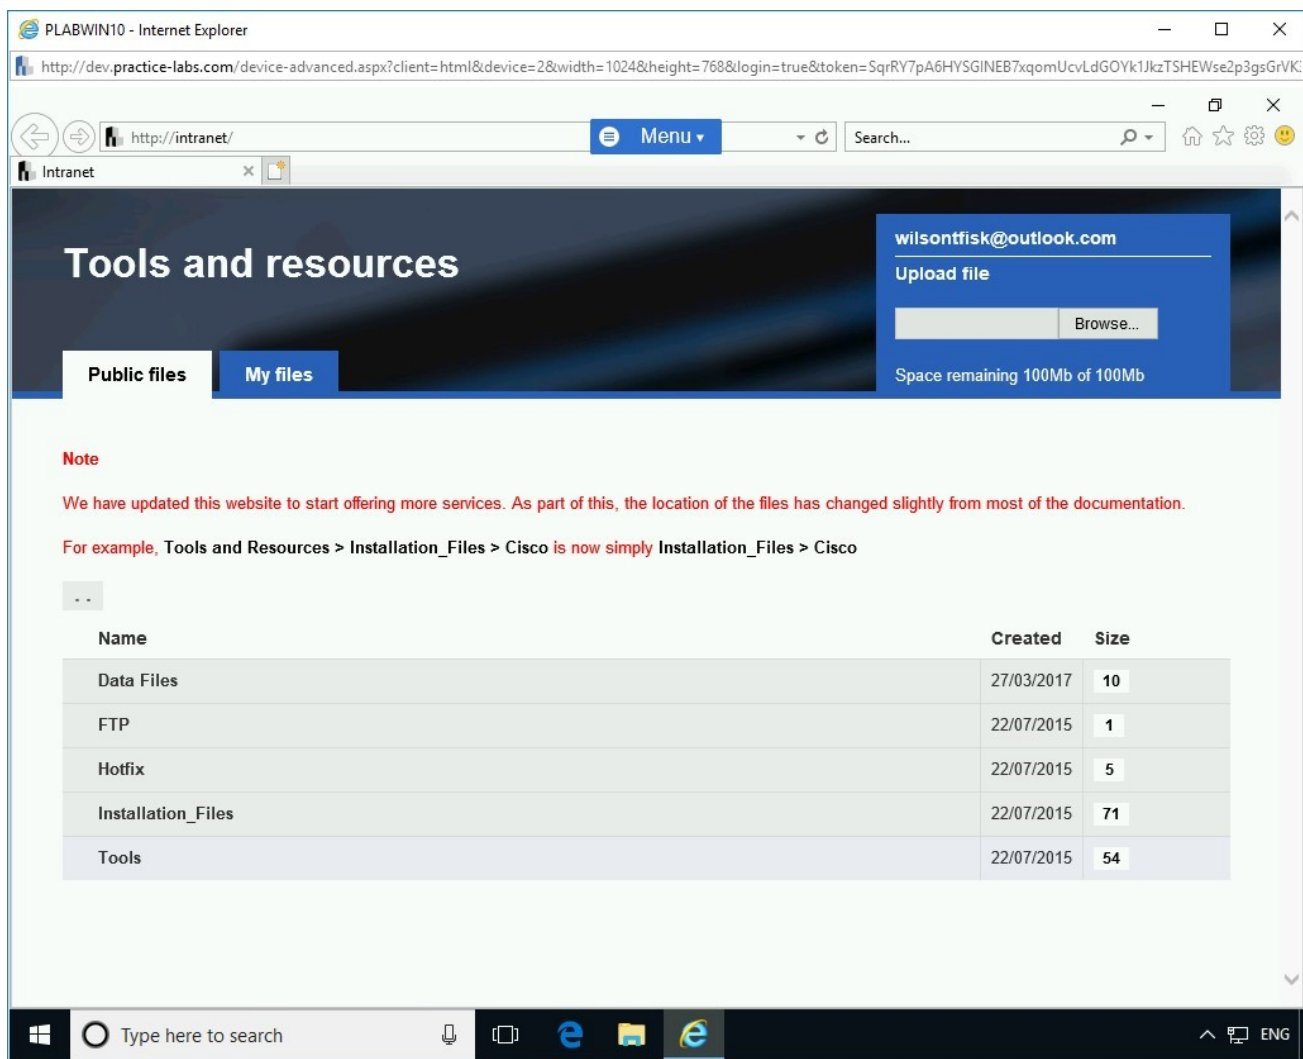 PLABWIN10 - Internet Explorer
http://dev.practice-labs.com/device-advanced.aspx?client=html&device=2&width=1024&height=768&login=true&token=SqrRY7pA6HYSGINEB7xqomUcvLdGOYk1JkzTSHEWse2p3gsGrVK
http://intranet/
Menu
Search...
Intranet
Tools and resources
wilsontfisk@outlook.com
Upload file
Browse...
Space remaining 100Mb of 100Mb
Public files
My files
Note
We have updated this website to start offering more services. As part of this, the location of the files has changed slightly from most of the documentation.
For example, Tools and Resources > Installation_Files > Cisco is now simply Installation_Files > Cisco
. .
Name Created Size
Data Files 27/03/2017 10
FTP 22/07/2015 1
Hotfix 22/07/2015 5
Installation_Files 22/07/2015 71
Tools 22/07/2015 54
Type here to search
ENG